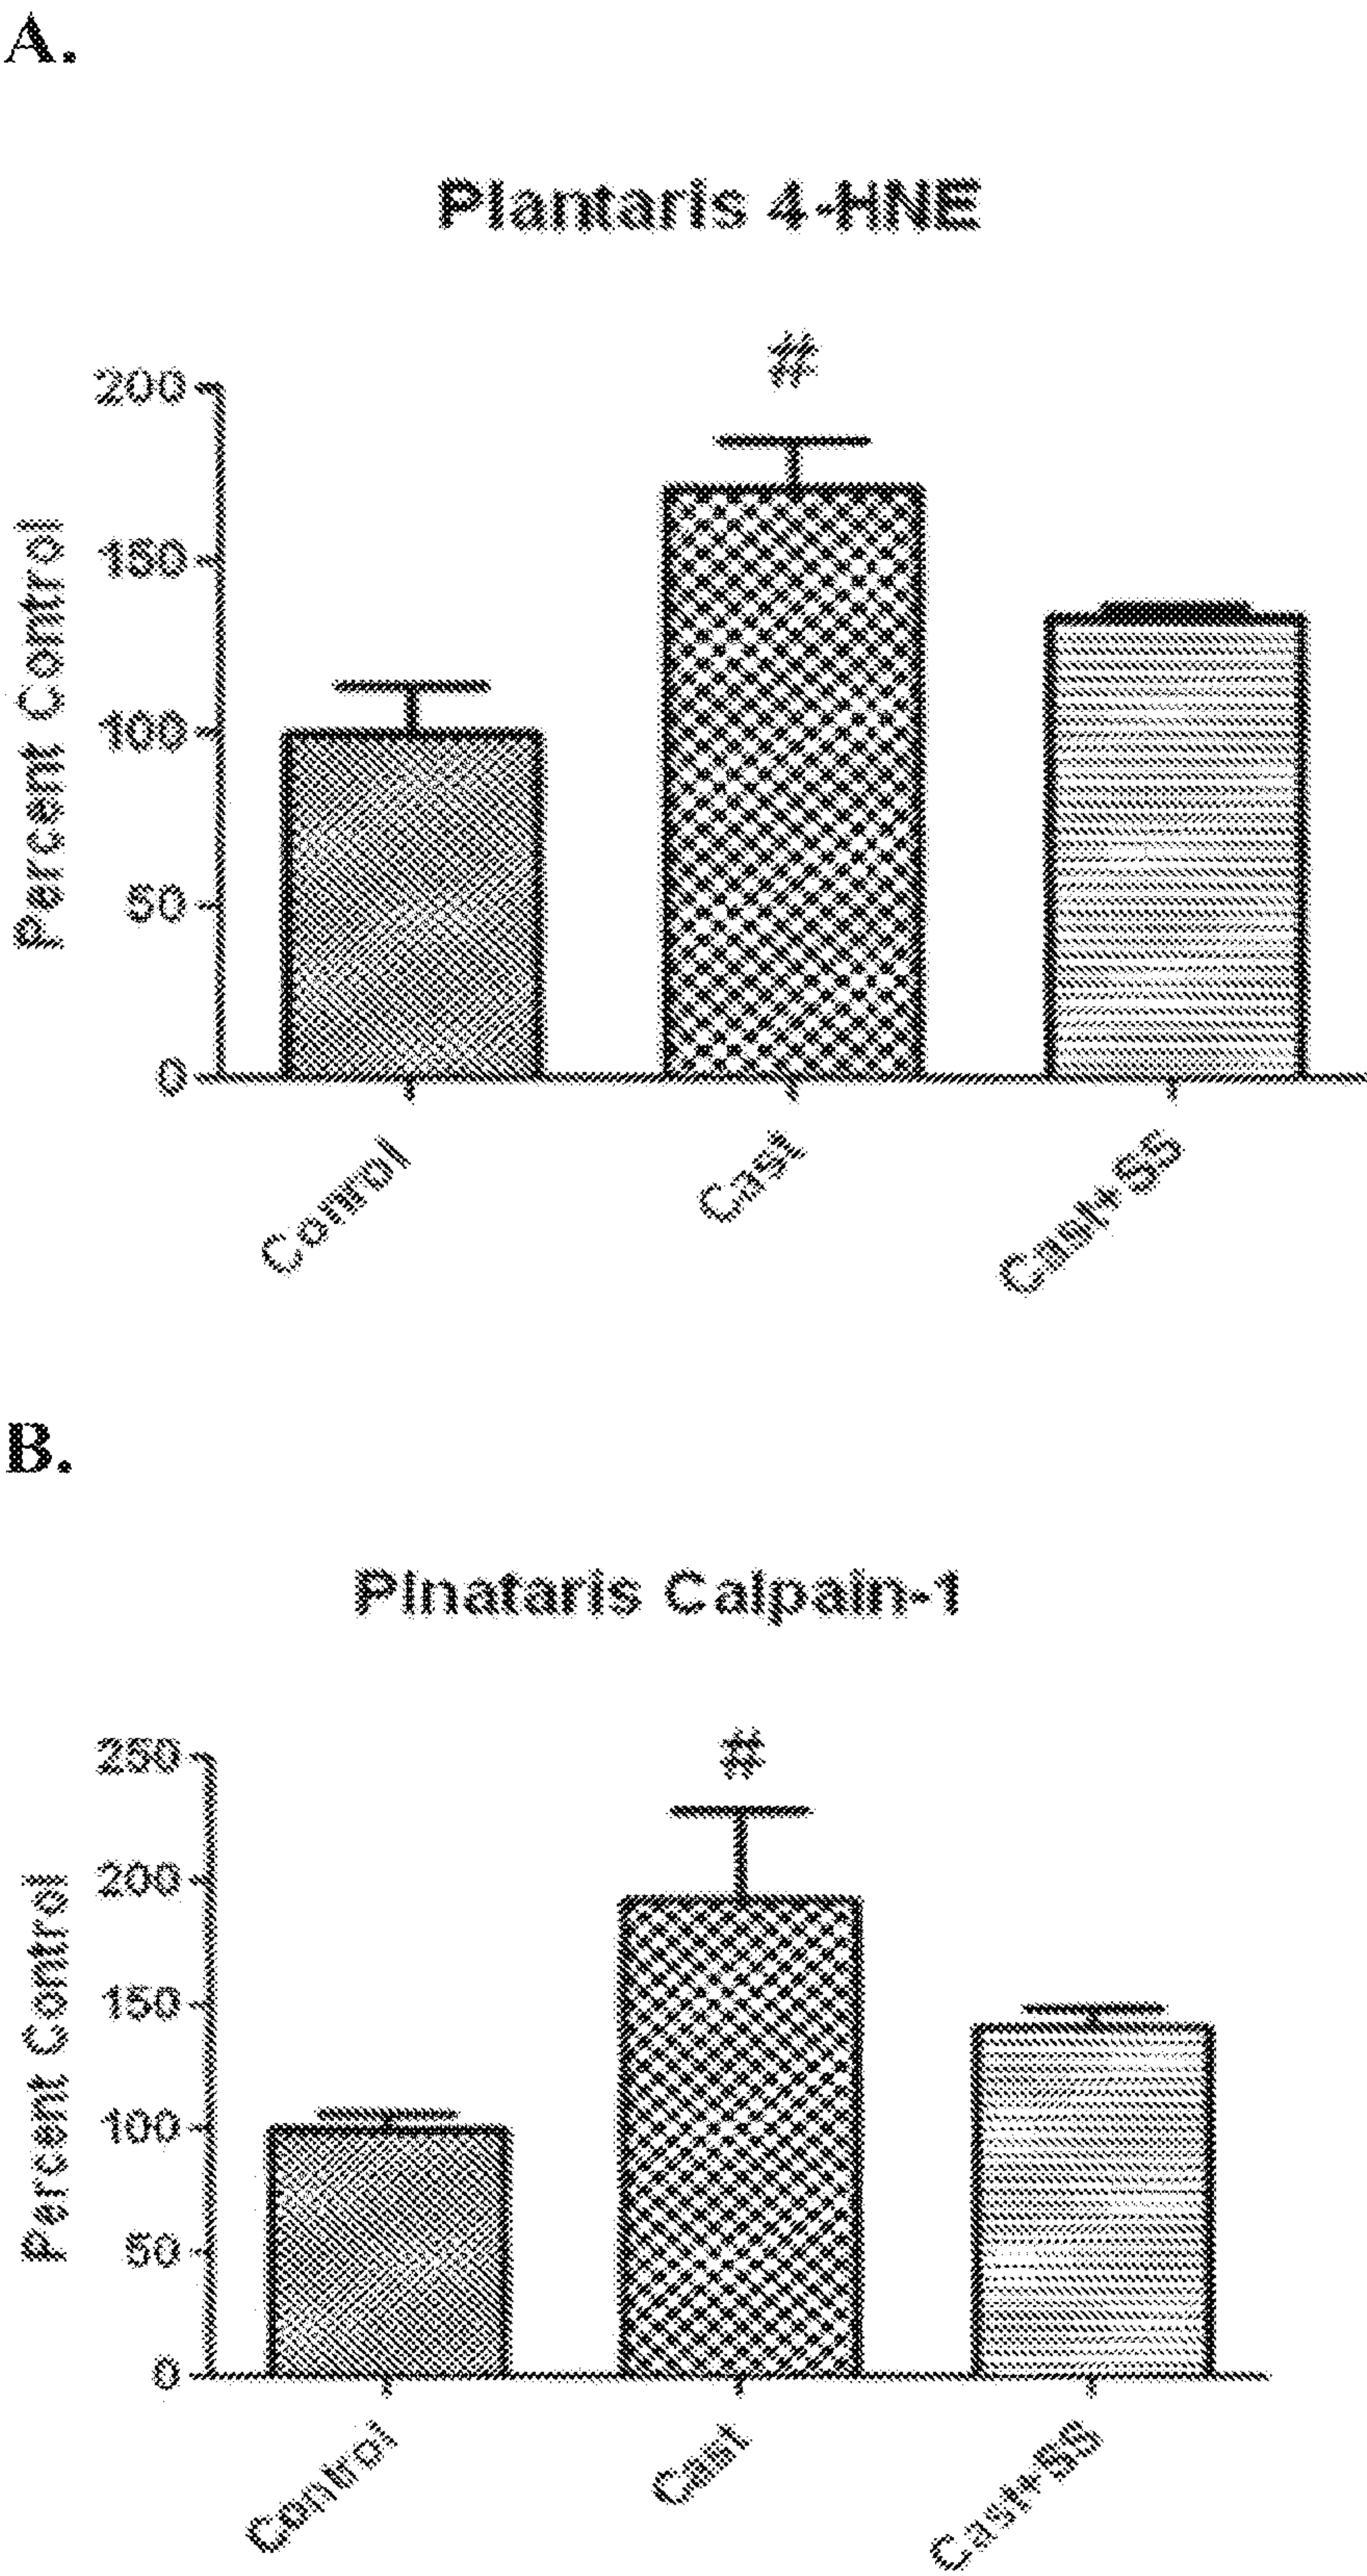 A.
Plantaris 4-HNE
#
200
150
100
50
0
Percent Control
Control
Cast
Cast+SS
B.
Plnataris Calpain-1
#
250
200
150
100
50
0
Percent Control
Control
Cast
Cast+SS